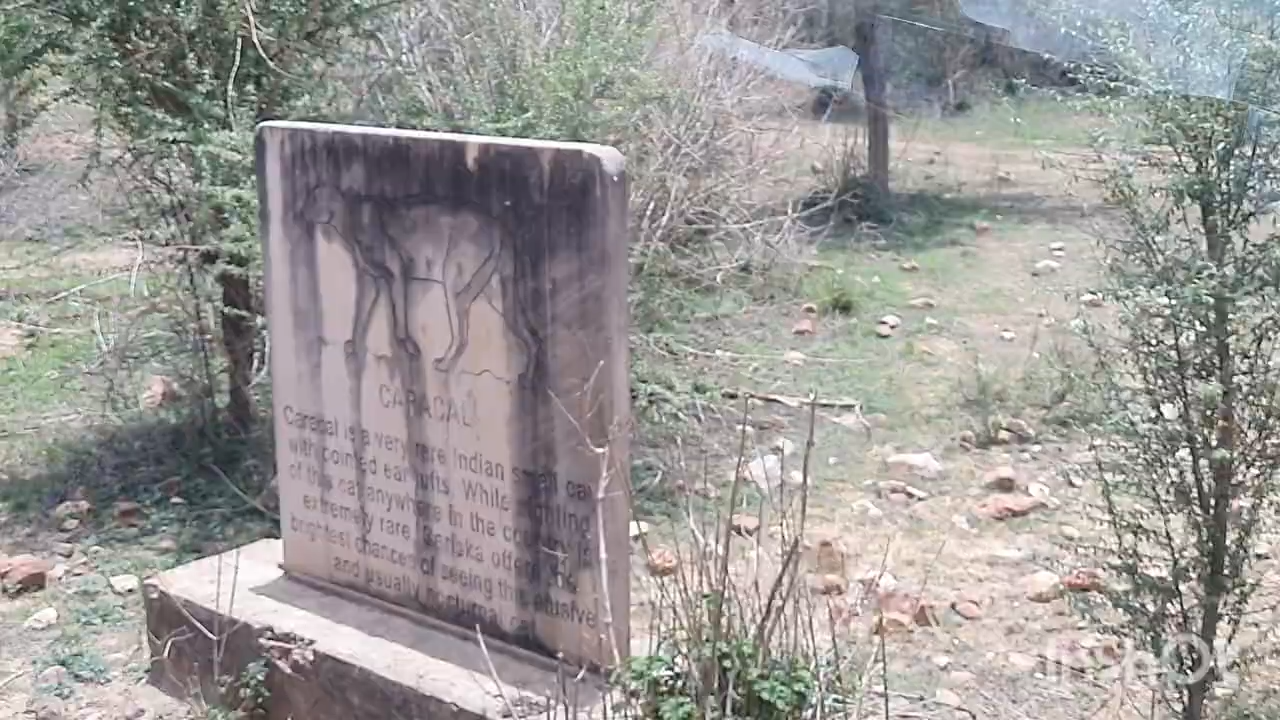 CARACAL
Caracal is a very rare Indian small cat
with pointed ear tufts. While sighting
of this cat anywhere in the country is
extremely rare, Sariska offers the
brightest chances of seeing this elusive
and usually nocturnal cat.